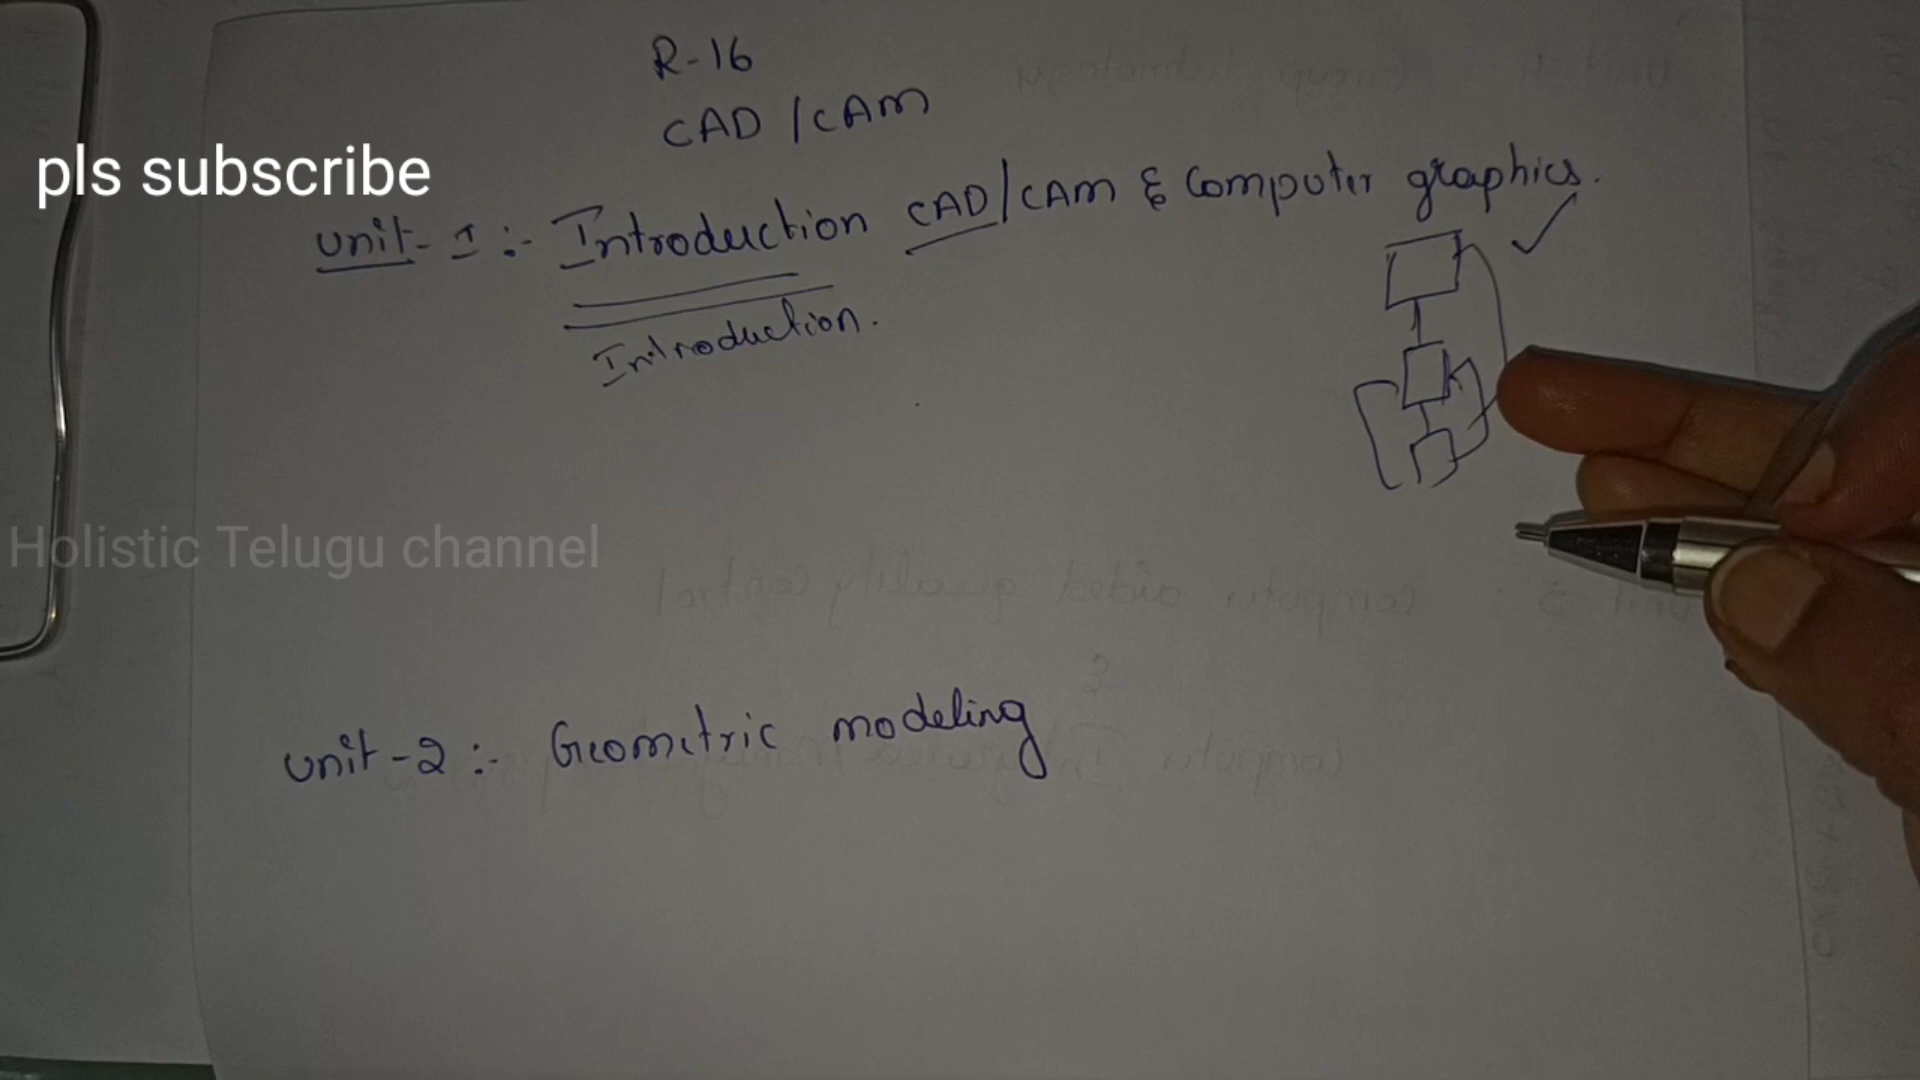 R-16
CAD / CAM
pls subscribe
unit-I :- Introduction CAD/CAM & Computer graphics.
Introduction.
Holistic Telugu channel
unit-2 :- Geometric modeling